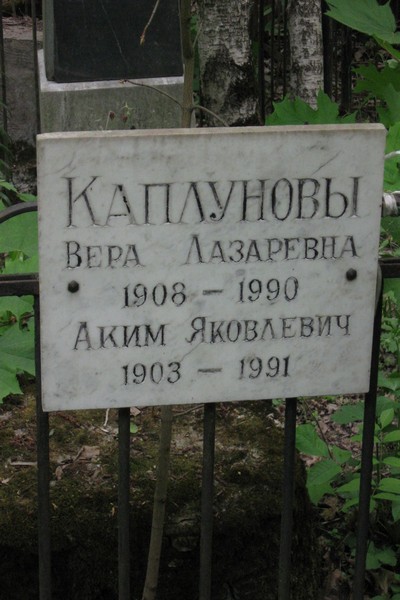 КАПЛУНОВЫ
ВЕРА ЛАЗАРЕВНА
1908 – 1990
АКИМ ЯКОВЛЕВИЧ
1903 – 1991